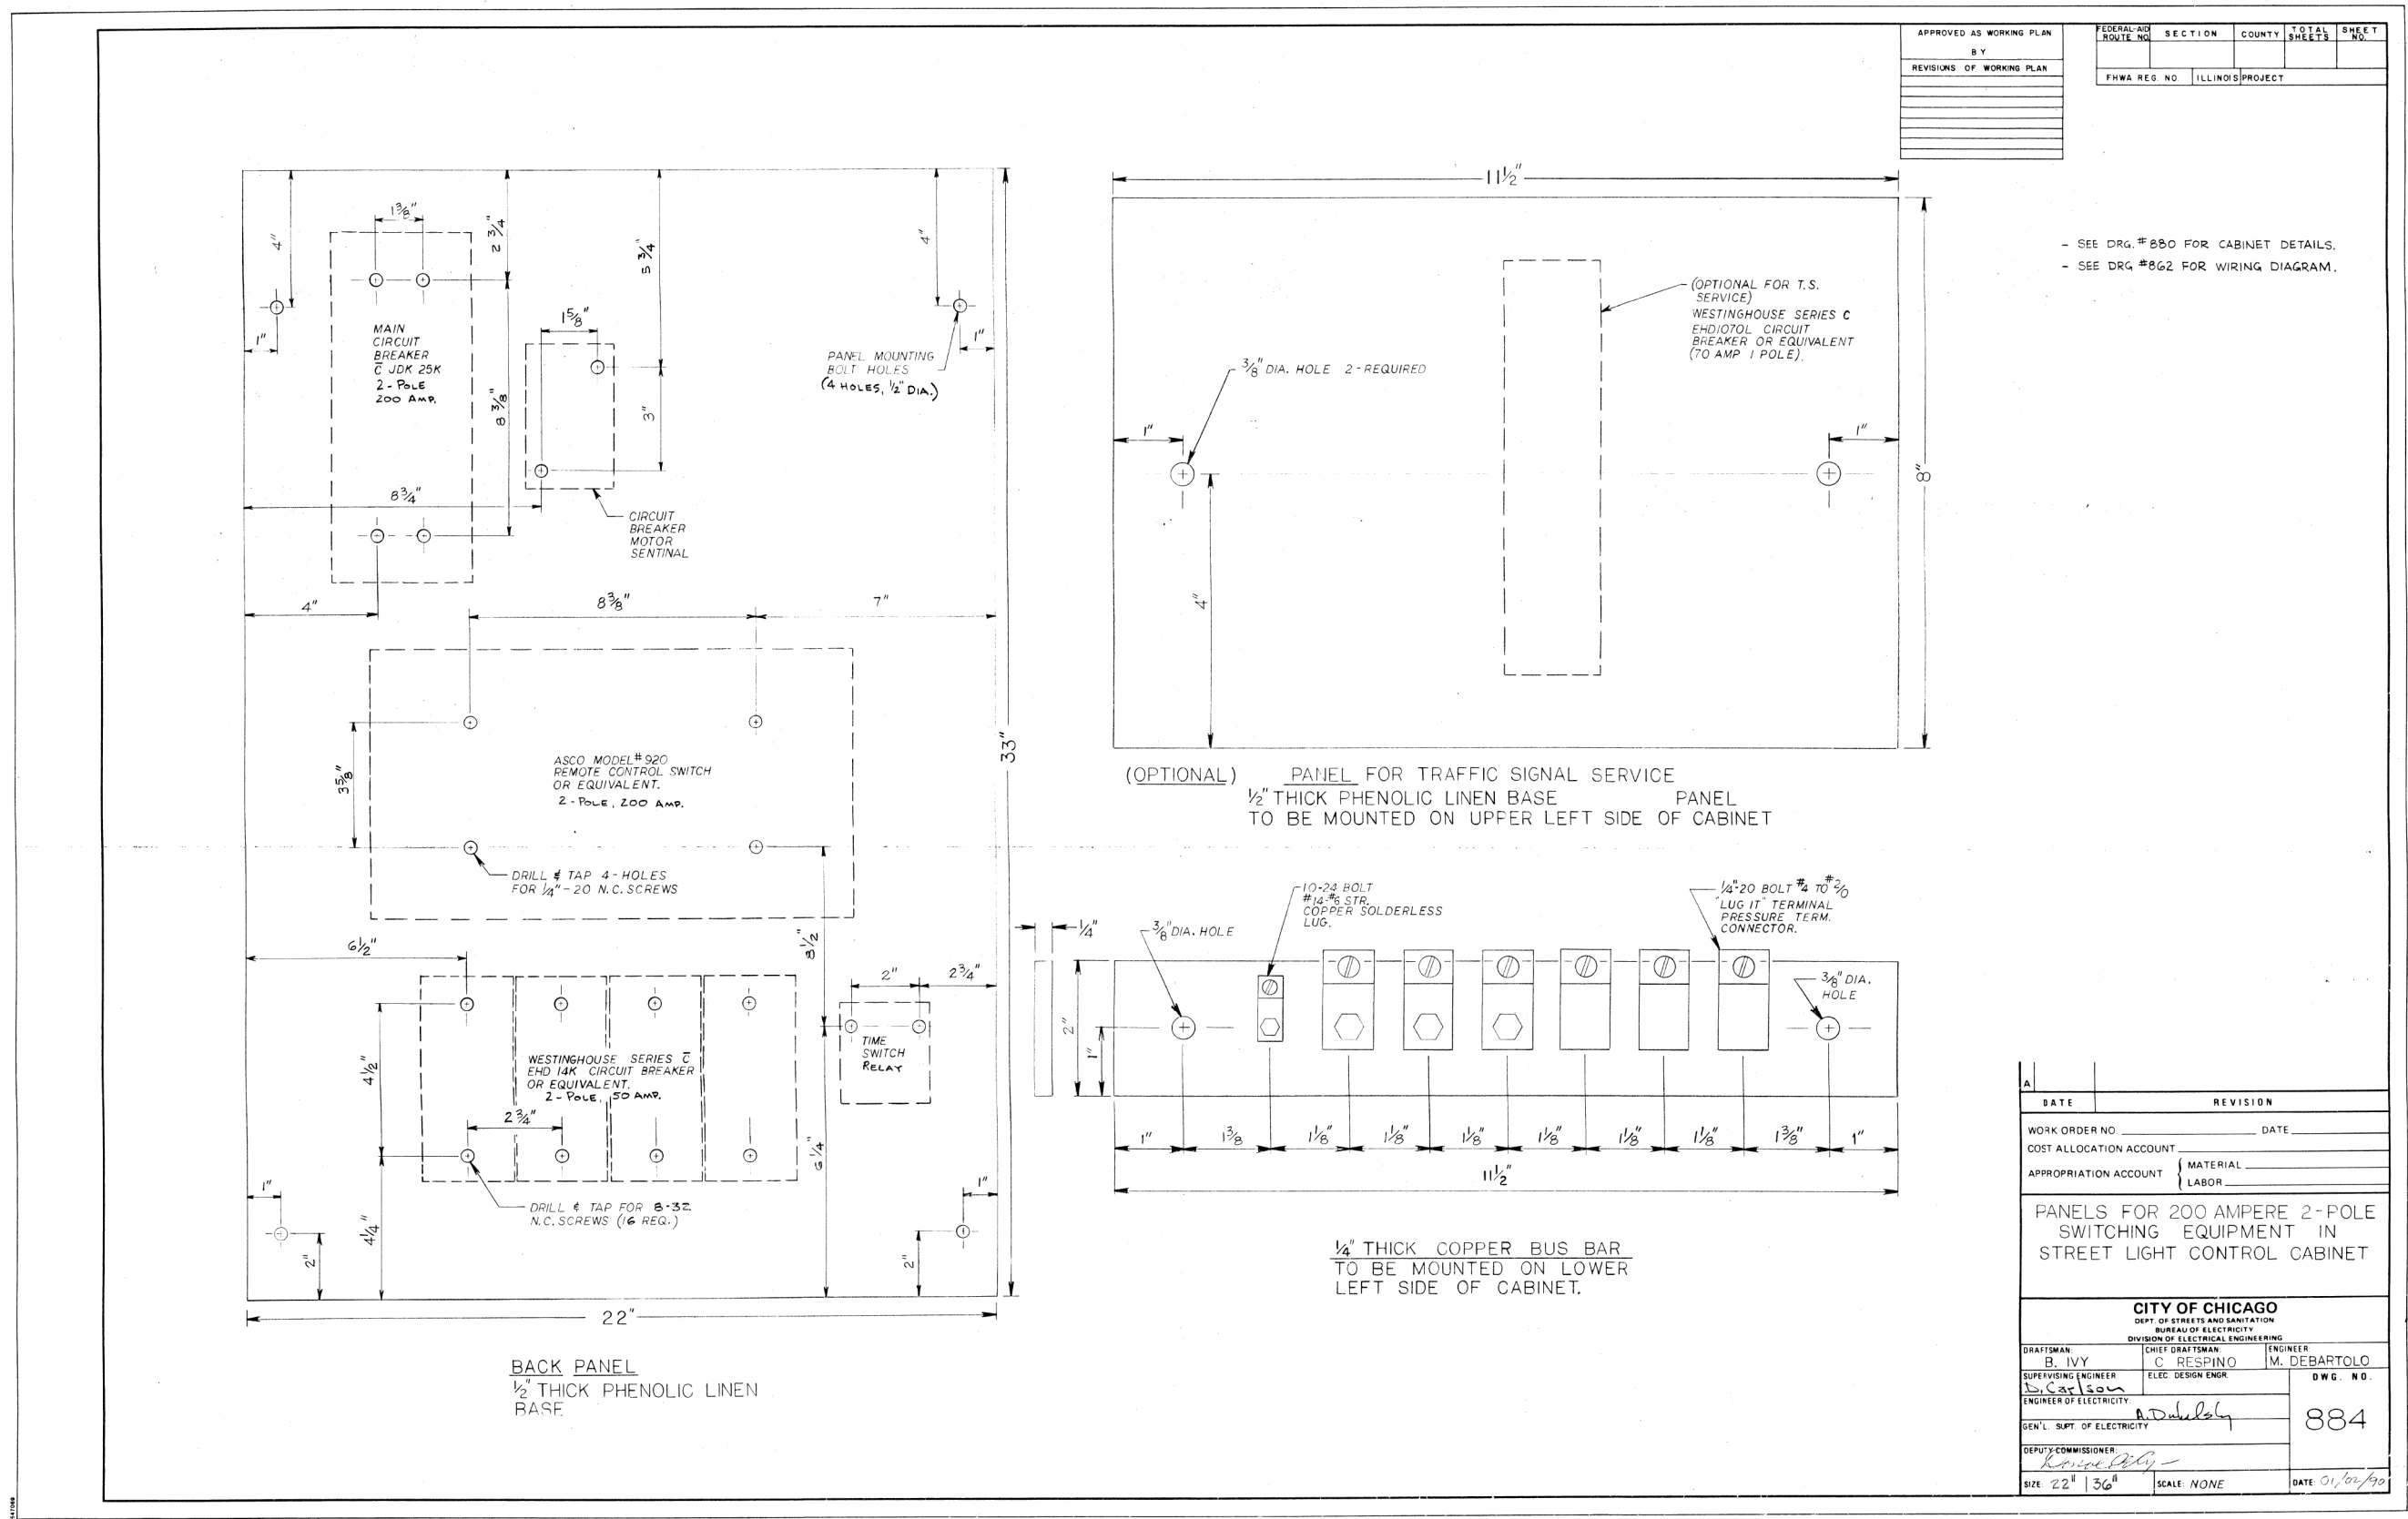 APPROVED AS WORKING PLAN
BY
REVISIONS OF WORKING PLAN
FEDERAL-AID ROUTE NO.
SECTION
COUNTY
TOTAL SHEETS
SHEET NO.
FHWA REG. NO.
ILLINOIS
PROJECT
- SEE DRG. #880 FOR CABINET DETAILS.
- SEE DRG #862 FOR WIRING DIAGRAM.
4"
1 3/8"
2 3/4"
5 3/4"
4"
1"
MAIN
CIRCUIT
BREAKER
C̅ JDK 25K
2-POLE
200 AMP.
8 3/8"
1 5/8"
3"
PANEL MOUNTING
BOLT HOLES
(4 HOLES, 1/2" DIA.)
1"
8 3/4"
CIRCUIT
BREAKER
MOTOR
SENTINAL
4"
8 3/8"
7"
33"
3 5/8"
ASCO MODEL #920
REMOTE CONTROL SWITCH
OR EQUIVALENT.
2-POLE, 200 AMP.
DRILL & TAP 4-HOLES
FOR 1/4"-20 N.C. SCREWS
6 1/2"
8 1/2"
2"
2 3/4"
4 1/2"
WESTINGHOUSE SERIES C̅
EHD 14K CIRCUIT BREAKER
OR EQUIVALENT.
2-POLE, 50 AMP.
2 3/4"
TIME
SWITCH
RELAY
6 1/4"
DRILL & TAP FOR 8-32
N.C. SCREWS (16 REQ.)
1"
2"
4 1/4"
1"
2"
22"
BACK PANEL
1/2" THICK PHENOLIC LINEN
BASE
11 1/2"
(OPTIONAL FOR T.S.
SERVICE)
WESTINGHOUSE SERIES C
EHD1070L CIRCUIT
BREAKER OR EQUIVALENT
(70 AMP 1 POLE).
3/8" DIA. HOLE 2-REQUIRED
1"
1"
8"
4"
(OPTIONAL) PANEL FOR TRAFFIC SIGNAL SERVICE
1/2" THICK PHENOLIC LINEN BASE PANEL
TO BE MOUNTED ON UPPER LEFT SIDE OF CABINET
1/4"
3/8" DIA. HOLE
10-24 BOLT
#14-#6 STR.
COPPER SOLDERLESS
LUG.
1/4"-20 BOLT #4 TO #2/0
"LUG IT" TERMINAL
PRESSURE TERM.
CONNECTOR.
3/8" DIA.
HOLE
2"
1"
1" 1 3/8 1 1/8" 1 1/8" 1 1/8" 1 1/8" 1 1/8" 1 1/8" 1 3/8" 1"
11 1/2"
1/4" THICK COPPER BUS BAR
TO BE MOUNTED ON LOWER
LEFT SIDE OF CABINET.
A
DATE REVISION
WORK ORDER NO. DATE
COST ALLOCATION ACCOUNT
APPROPRIATION ACCOUNT { MATERIAL
LABOR
PANELS FOR 200 AMPERE 2-POLE
SWITCHING EQUIPMENT IN
STREET LIGHT CONTROL CABINET
CITY OF CHICAGO
DEPT. OF STREETS AND SANITATION
BUREAU OF ELECTRICITY
DIVISION OF ELECTRICAL ENGINEERING
DRAFTSMAN: B. IVY
CHIEF DRAFTSMAN: C RESPINO
ENGINEER: M. DEBARTOLO
SUPERVISING ENGINEER D. Carlson
ELEC. DESIGN ENGR.
DWG. NO.
884
ENGINEER OF ELECTRICITY
GEN'L. SUPT. OF ELECTRICITY
DEPUTY COMMISSIONER:
SIZE: 22" | 36"
SCALE: NONE
DATE: 01/02/90